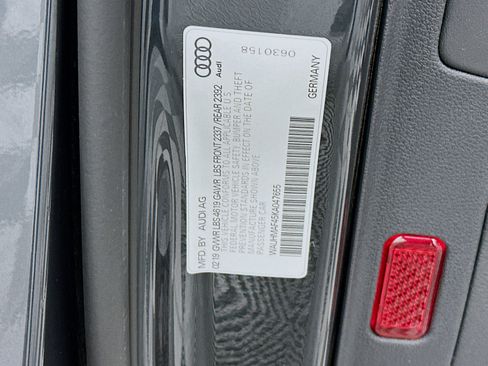 MFD. BY AUDI AG
02.19 GVWR LBS 4619 GAWR LBS FRONT 2337 / REAR 2392
THIS VEHICLE CONFORMS TO ALL APPLICABLE U.S.
FEDERAL MOTOR VEHICLE SAFETY, BUMPER AND THEFT
PREVENTION STANDARDS IN EFFECT ON THE DATE OF
MANUFACTURE SHOWN ABOVE
PASSENGER CAR
WAUHMAF45KA047655
Audi
0630158
GERMANY